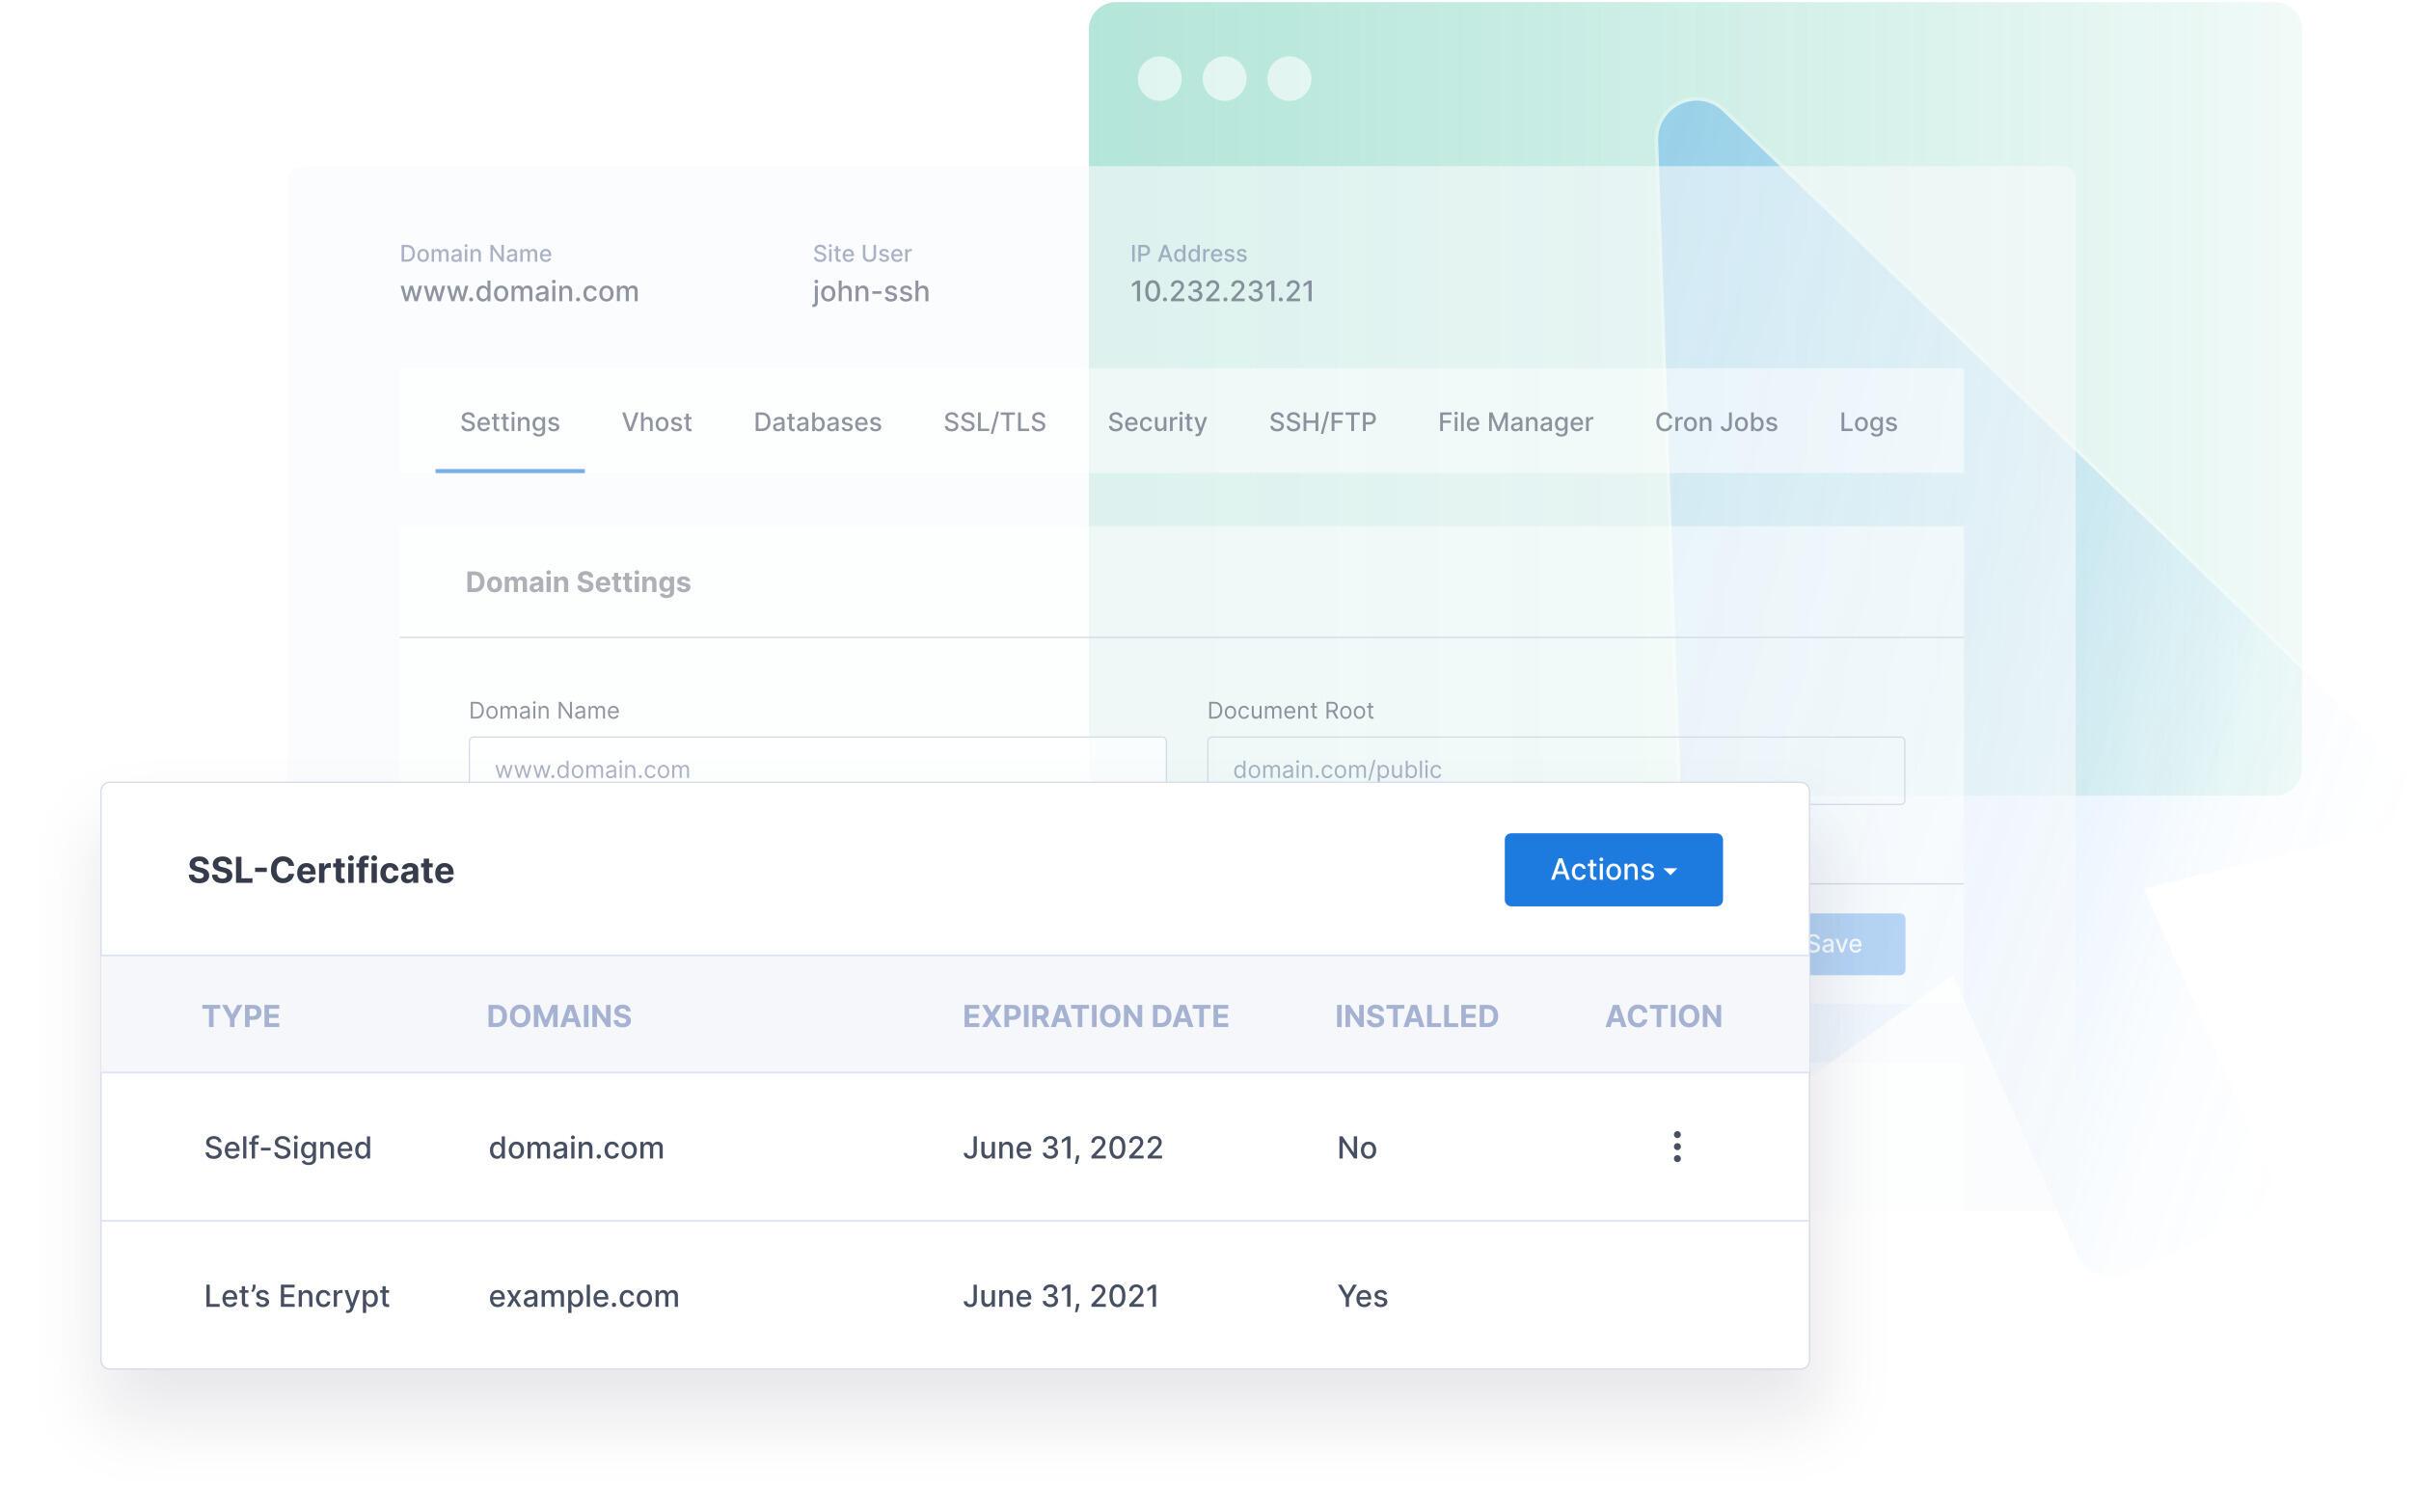 Domain Name Site User IP Address
www.domain.com john-ssh 10.232.231.21
Settings Vhost Databases SSL/TLS Security SSH/FTP File Manager Cron Jobs Logs
Domain Settings
Domain Name Document Root
www.domain.com domain.com/public
SSL-Certificate Actions
Save
TYPE DOMAINS EXPIRATION DATE INSTALLED ACTION
Self-Signed domain.com June 31, 2022 No
Let’s Encrypt example.com June 31, 2021 Yes